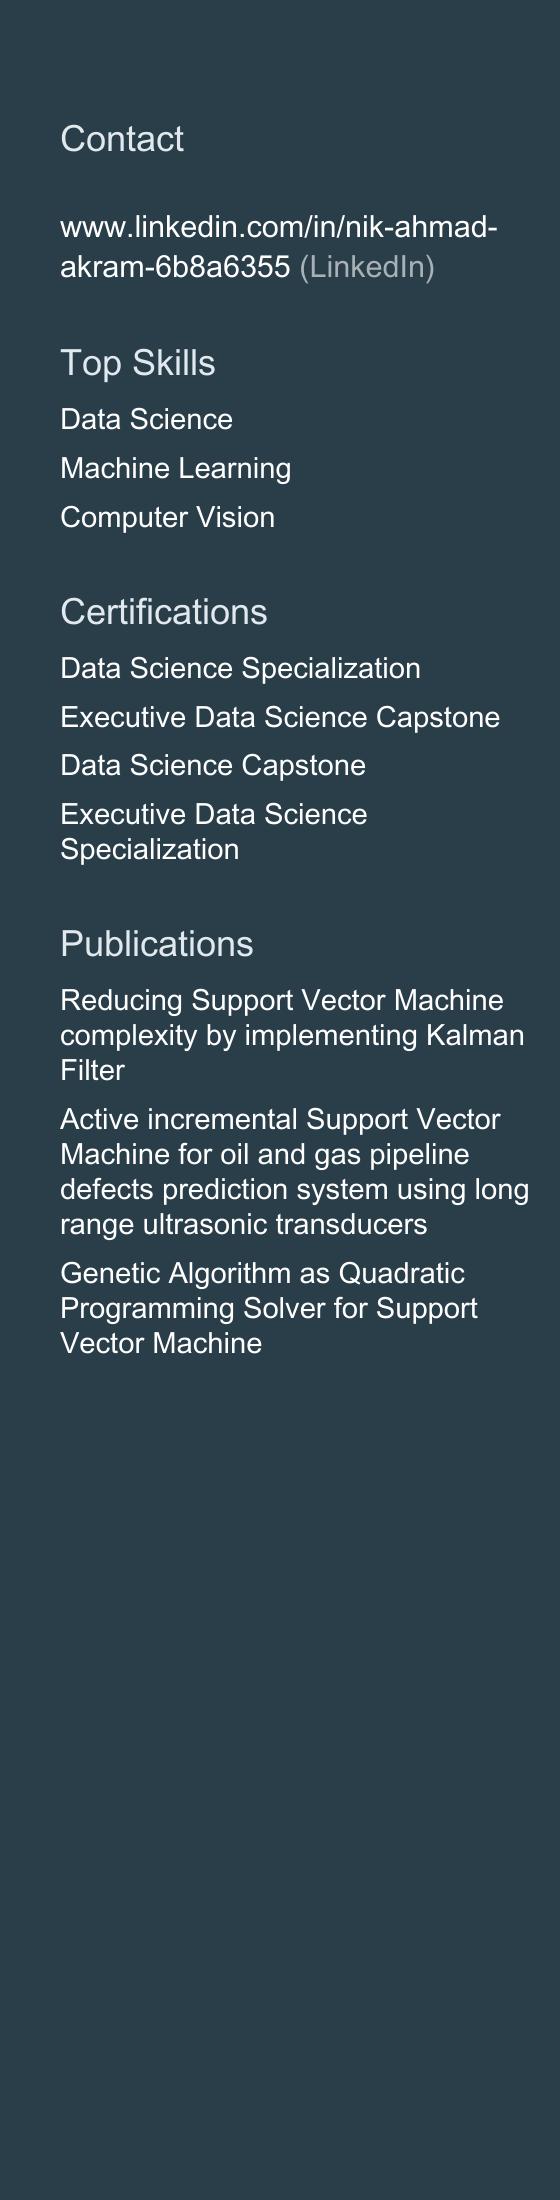 Contact
www.linkedin.com/in/nik-ahmad-
akram-6b8a6355 (LinkedIn)
Top Skills
Data Science
Machine Learning
Computer Vision
Certifications
Data Science Specialization
Executive Data Science Capstone
Data Science Capstone
Executive Data Science
Specialization
Publications
Reducing Support Vector Machine
complexity by implementing Kalman
Filter
Active incremental Support Vector
Machine for oil and gas pipeline
defects prediction system using long
range ultrasonic transducers
Genetic Algorithm as Quadratic
Programming Solver for Support
Vector Machine